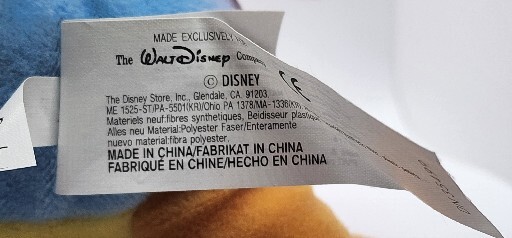 MADE EXCLUSIVELY
The WALT DISNEY Company
© DISNEY
The Disney Store, Inc., Glendale, CA. 91203
ME 1525-ST/PA-5501(KR)/Ohio PA 1378/MA-1336(KR)
Materiels neuf:fibres synthetiques, Beidisseur
Alles neu Material:Polyester Faser/Enteramente
nuevo material:fibra polyester.
MADE IN CHINA/FABRIKAT IN CHINA
FABRIQUÉ EN CHINE/HECHO EN CHINA
CE